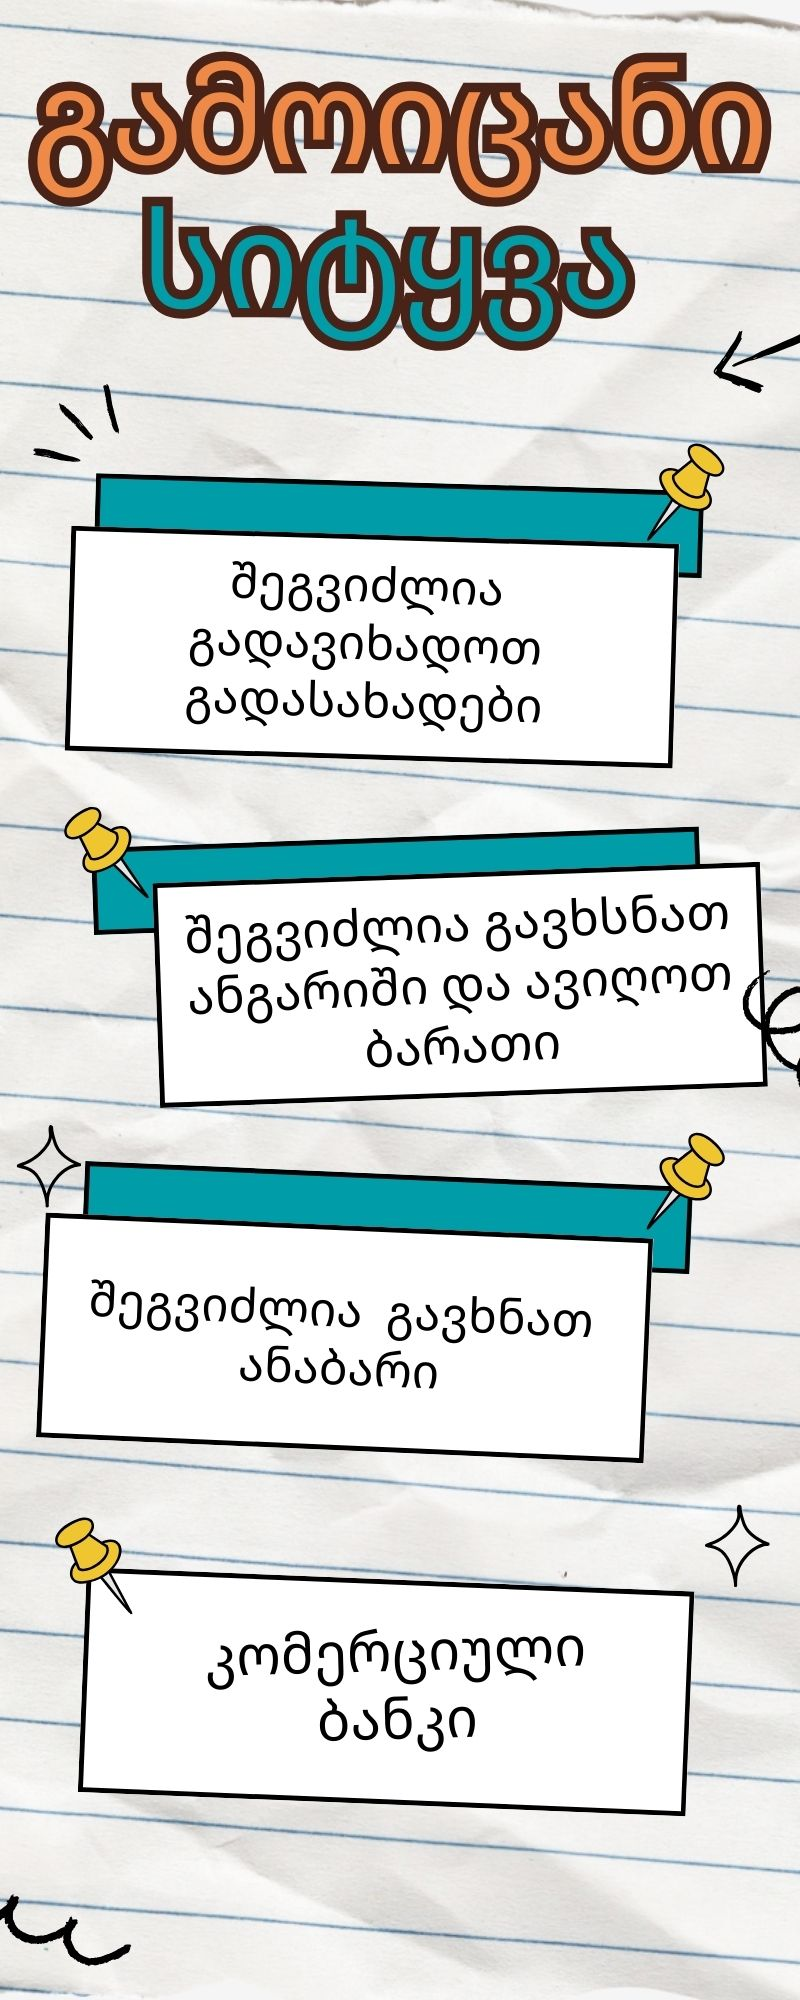 გამოიცანი
სიტყვა
შეგვიძლია
გადავიხადოთ
გადასახადები
შეგვიძლია გავხსნათ
ანგარიში და ავიღოთ
ბარათი
შეგვიძლია გავხნათ
ანაბარი
კომერციული
ბანკი